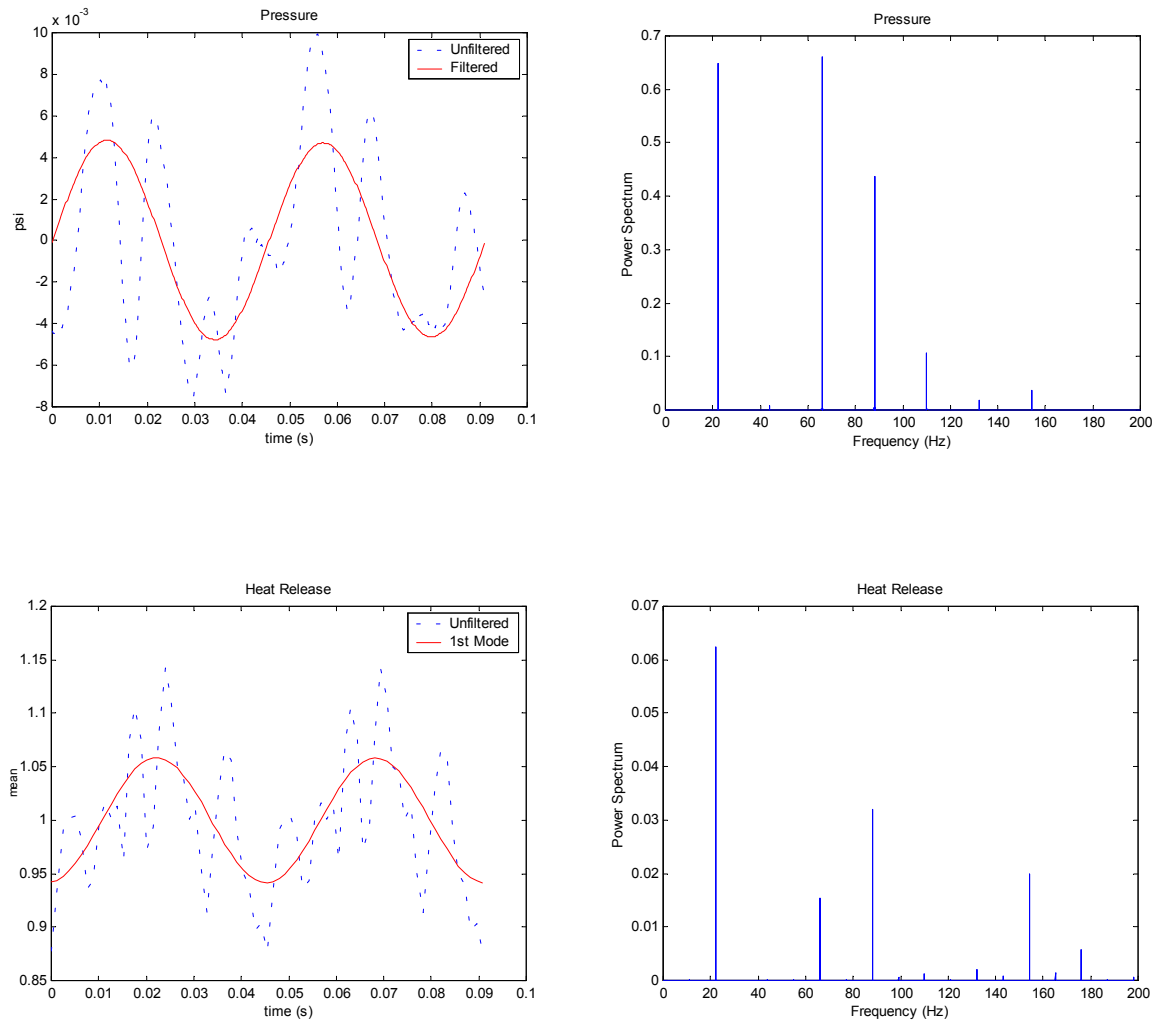 Pressure
x 10⁻³
10
8
6
4
2
0
-2
-4
-6
-8
psi
0 0.01 0.02 0.03 0.04 0.05 0.06 0.07 0.08 0.09 0.1
time (s)
Unfiltered
Filtered
Pressure
0.7
0.6
0.5
0.4
0.3
0.2
0.1
0
Power Spectrum
0 20 40 60 80 100 120 140 160 180 200
Frequency (Hz)
Heat Release
1.2
1.15
1.1
1.05
1
0.95
0.9
0.85
mean
0 0.01 0.02 0.03 0.04 0.05 0.06 0.07 0.08 0.09 0.1
time (s)
Unfiltered
1st Mode
Heat Release
0.07
0.06
0.05
0.04
0.03
0.02
0.01
0
Power Spectrum
0 20 40 60 80 100 120 140 160 180 200
Frequency (Hz)